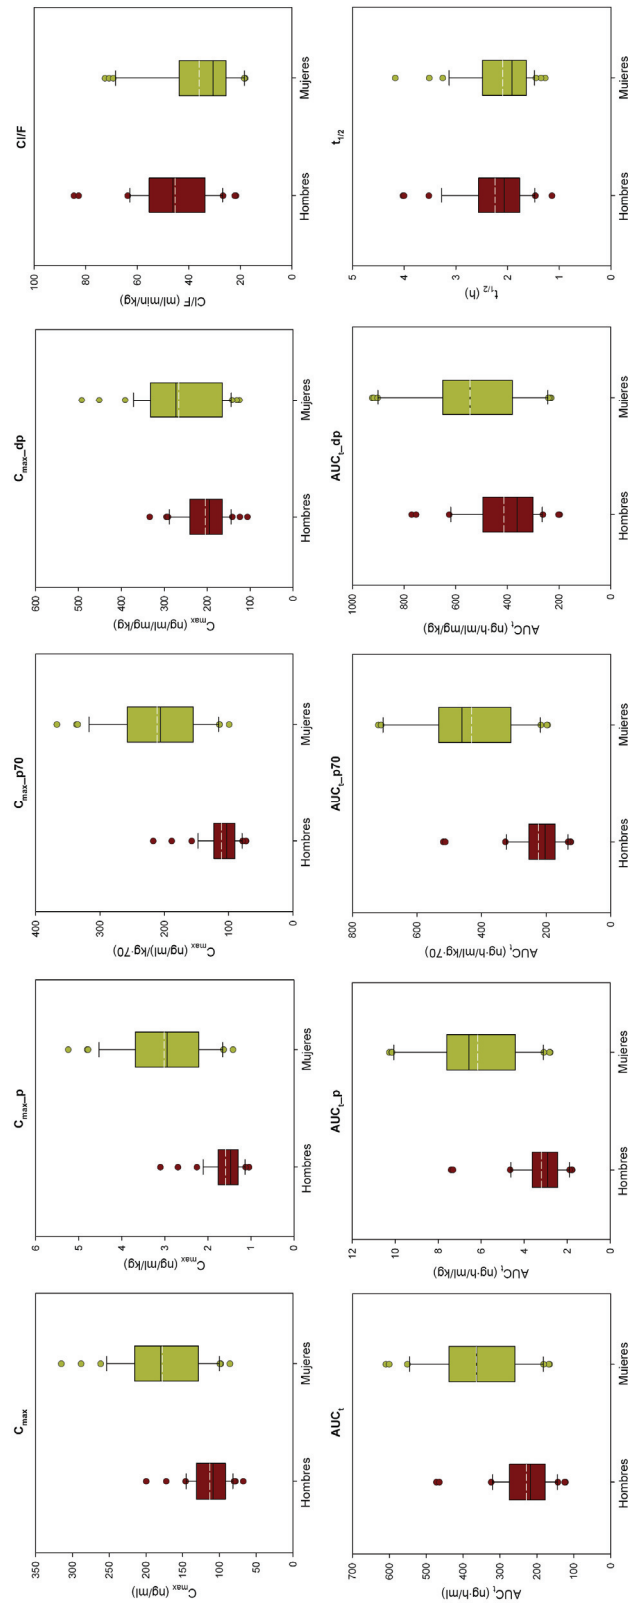 Cmax
Cmax (ng/ml)
350
300
250
200
150
100
50
0
Hombres Mujeres
Cmax_p
Cmax (ng/ml/kg)
6
5
4
3
2
1
0
Hombres Mujeres
Cmax_p70
Cmax (ng/ml)/kg·70)
400
300
200
100
0
Hombres Mujeres
Cmax_dp
Cmax (ng/ml/mg/kg)
600
500
400
300
200
100
0
Hombres Mujeres
Cl/F
Cl/F (ml/min/kg)
100
80
60
40
20
0
Hombres Mujeres
AUCt
AUCt (ng·h/ml)
700
600
500
400
300
200
100
0
Hombres Mujeres
AUCt_p
AUCt (ng·h/ml/kg)
12
10
8
6
4
2
0
Hombres Mujeres
AUCt_p70
AUCt (ng·h/ml/kg·70)
800
600
400
200
0
Hombres Mujeres
AUCt_dp
AUCt (ng·h/ml/mg/kg)
1000
800
600
400
200
0
Hombres Mujeres
t1/2
t1/2 (h)
5
4
3
2
1
0
Hombres Mujeres